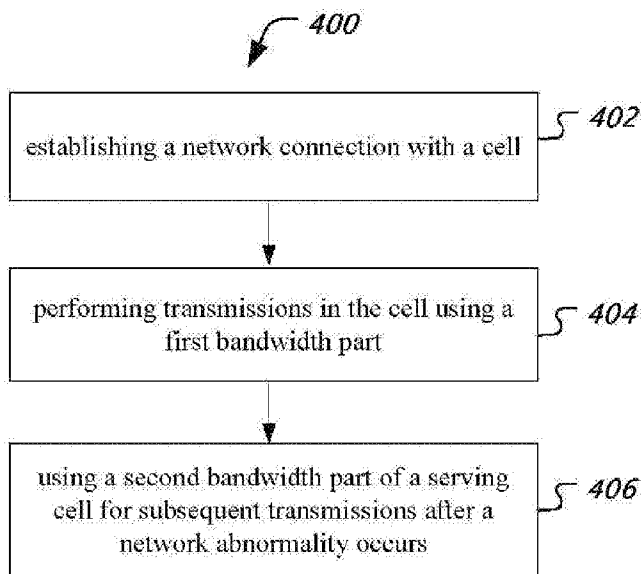 400
establishing a network connection with a cell
402
performing transmissions in the cell using a
first bandwidth part
404
using a second bandwidth part of a serving
cell for subsequent transmissions after a
network abnormality occurs
406